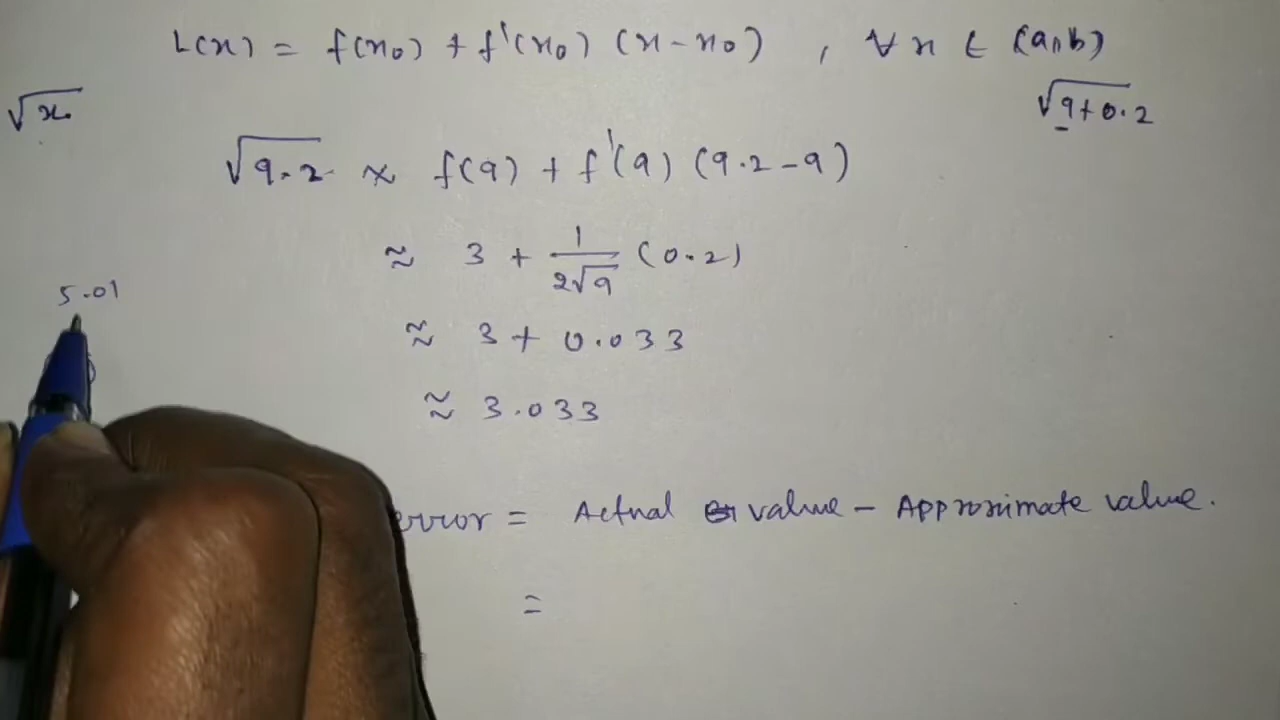 L(x) = f(x0) + f'(x0) (x-x0) , ∀ x ∈ (a,b)
√x
√9+0.2
√9.2 ≈ f(9) + f'(9) (9.2-9)
≈ 3 + 1/2√9 (0.2)
5.01
≈ 3 + 0.033
≈ 3.033
error = Actual value - Approximate value.
=